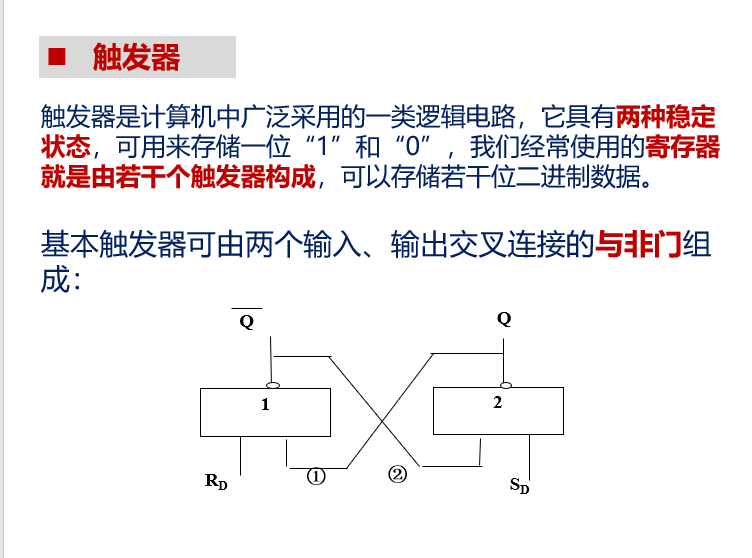 ■ 触发器
触发器是计算机中广泛采用的一类逻辑电路，它具有两种稳定
状态，可用来存储一位“1”和“0”，我们经常使用的寄存器
就是由若干个触发器构成，可以存储若干位二进制数据。
基本触发器可由两个输入、输出交叉连接的与非门组
成：
Q̅ Q
1 2
R_D ① ② S_D